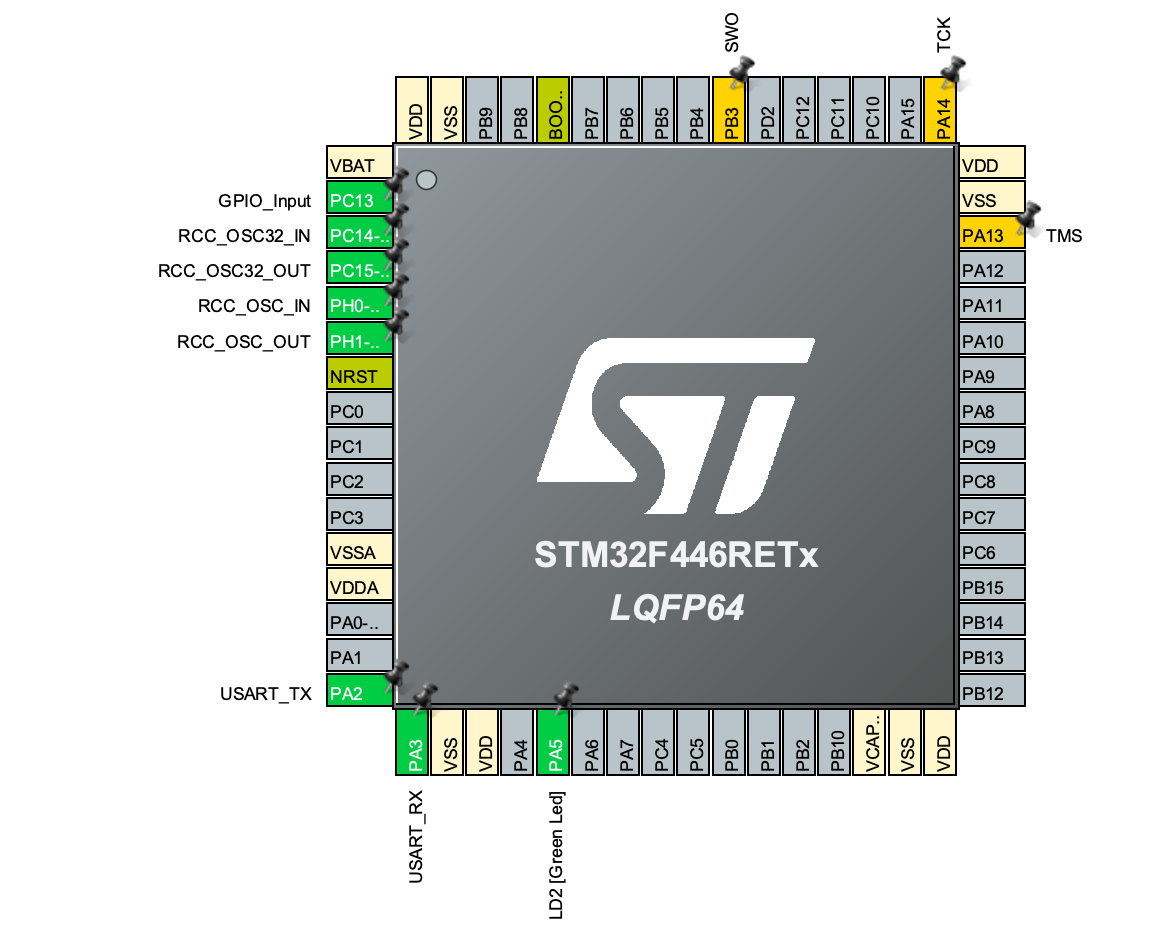 SWO
TCK
VDD
VSS
PB9
PB8
BOO..
PB7
PB6
PB5
PB4
PB3
PD2
PC12
PC11
PC10
PA15
PA14
VBAT
GPIO_Input PC13
RCC_OSC32_IN PC14-..
RCC_OSC32_OUT PC15-..
RCC_OSC_IN PH0-..
RCC_OSC_OUT PH1-..
NRST
PC0
PC1
PC2
PC3
VSSA
VDDA
PA0-..
PA1
USART_TX PA2
ST
STM32F446RETx
LQFP64
VDD
VSS
PA13 TMS
PA12
PA11
PA10
PA9
PA8
PC9
PC8
PC7
PC6
PB15
PB14
PB13
PB12
PA3
VSS
VDD
PA4
PA5
PA6
PA7
PC4
PC5
PB0
PB1
PB2
PB10
VCAP..
VSS
VDD
USART_RX
LD2 [Green Led]